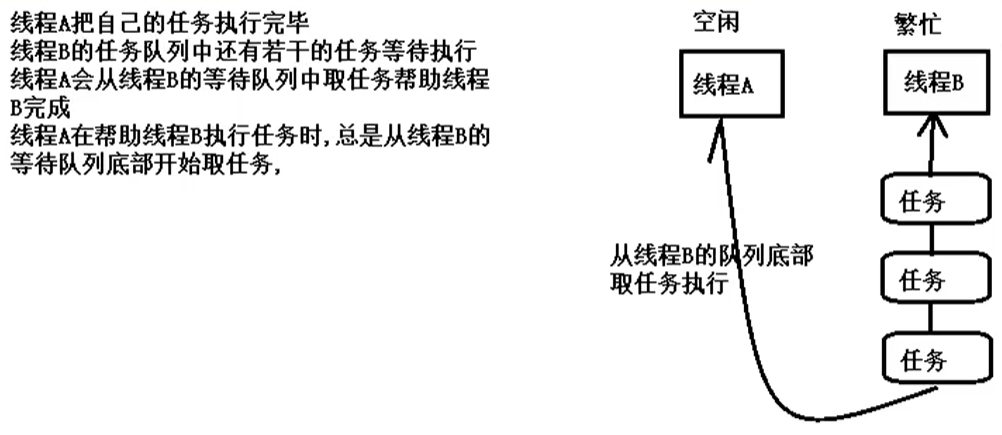 线程A把自己的任务执行完毕
线程B的任务队列中还有若干的任务等待执行
线程A会从线程B的等待队列中取任务帮助线程
B完成
线程A在帮助线程B执行任务时,总是从线程B的
等待队列底部开始取任务,
空闲
繁忙
线程A
线程B
任务
从线程B的队列底部
取任务执行
任务
任务